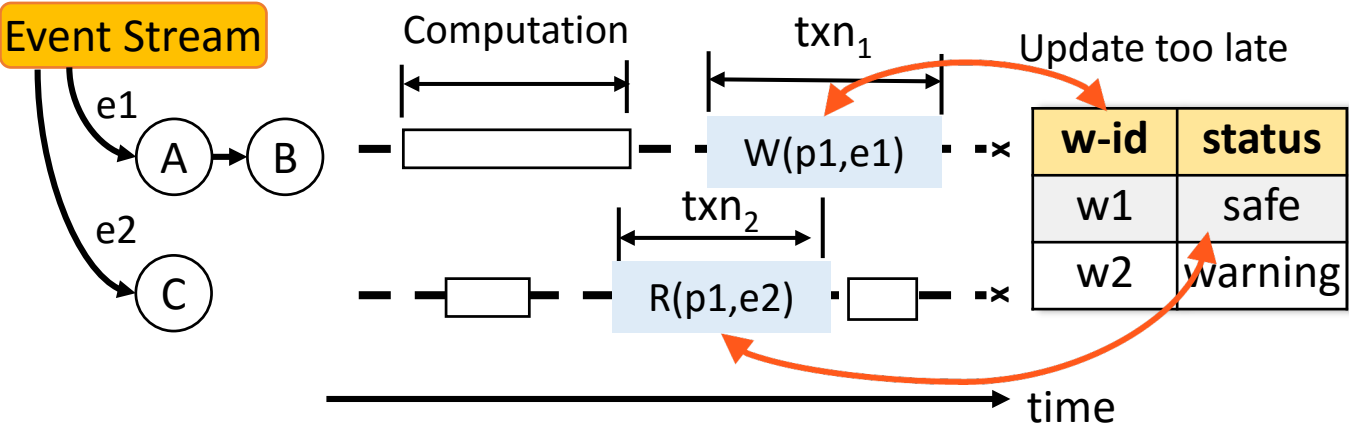 Event Stream
Computation
txn₁
Update too late
e1
A
B
W(p1,e1)
w-id status
w1 safe
w2 warning
txn₂
e2
C
R(p1,e2)
time